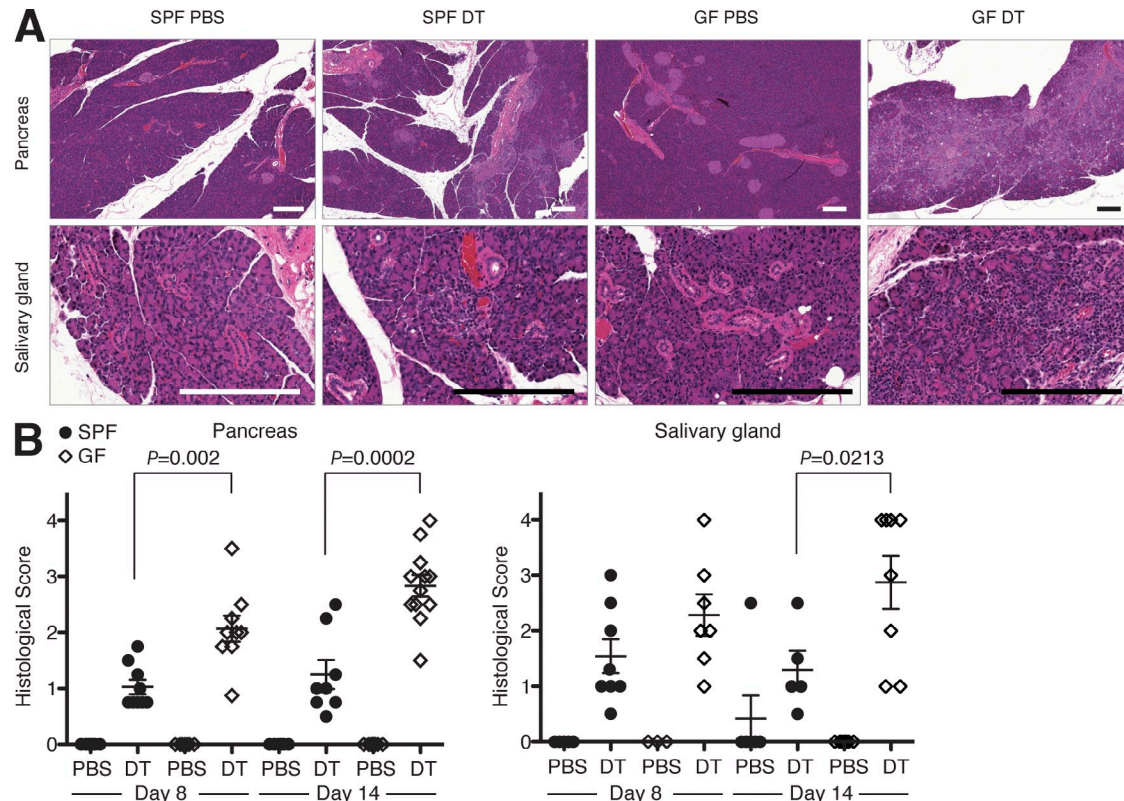 A
SPF PBS SPF DT GF PBS GF DT
Pancreas
Salivary gland
B
● SPF
◇ GF
Pancreas
P=0.002 P=0.0002
Histological Score
4
3
2
1
0
PBS DT PBS DT PBS DT PBS DT
Day 8 Day 14
Salivary gland
P=0.0213
Histological Score
4
3
2
1
0
PBS DT PBS DT PBS DT PBS DT
Day 8 Day 14